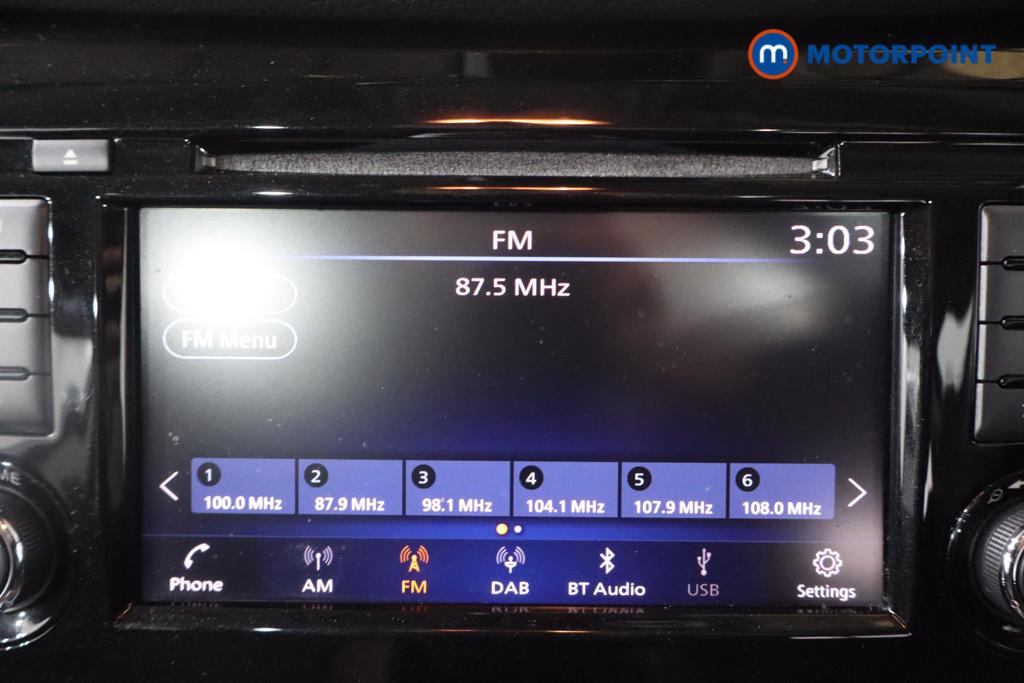 m. MOTORPOINT
FM 3:03
87.5 MHz
FM Menu
1 2 3 4 5 6
100.0 MHz 87.9 MHz 98.1 MHz 104.1 MHz 107.9 MHz 108.0 MHz
Phone AM FM DAB BT Audio USB Settings